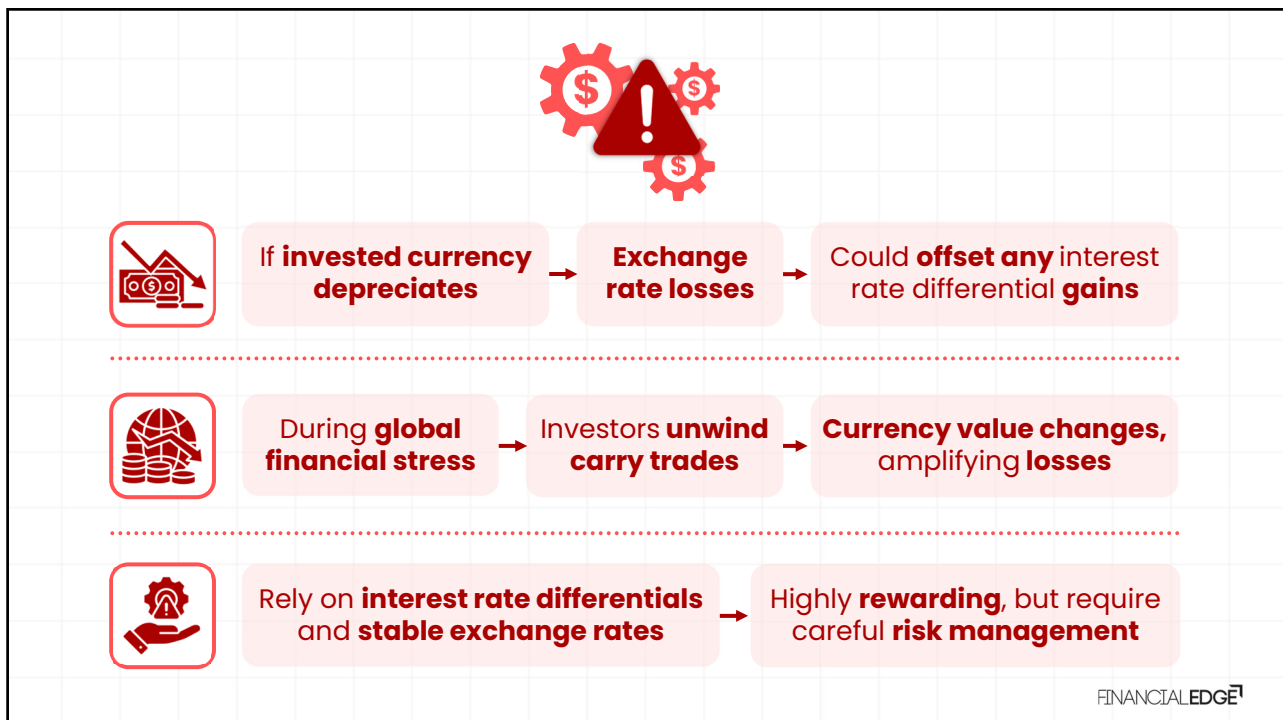 $
$
$
!
If invested currency
depreciates
Exchange
rate losses
Could offset any interest
rate differential gains
During global
financial stress
Investors unwind
carry trades
Currency value changes,
amplifying losses
Rely on interest rate differentials
and stable exchange rates
Highly rewarding, but require
careful risk management
FINANCIALEDGE